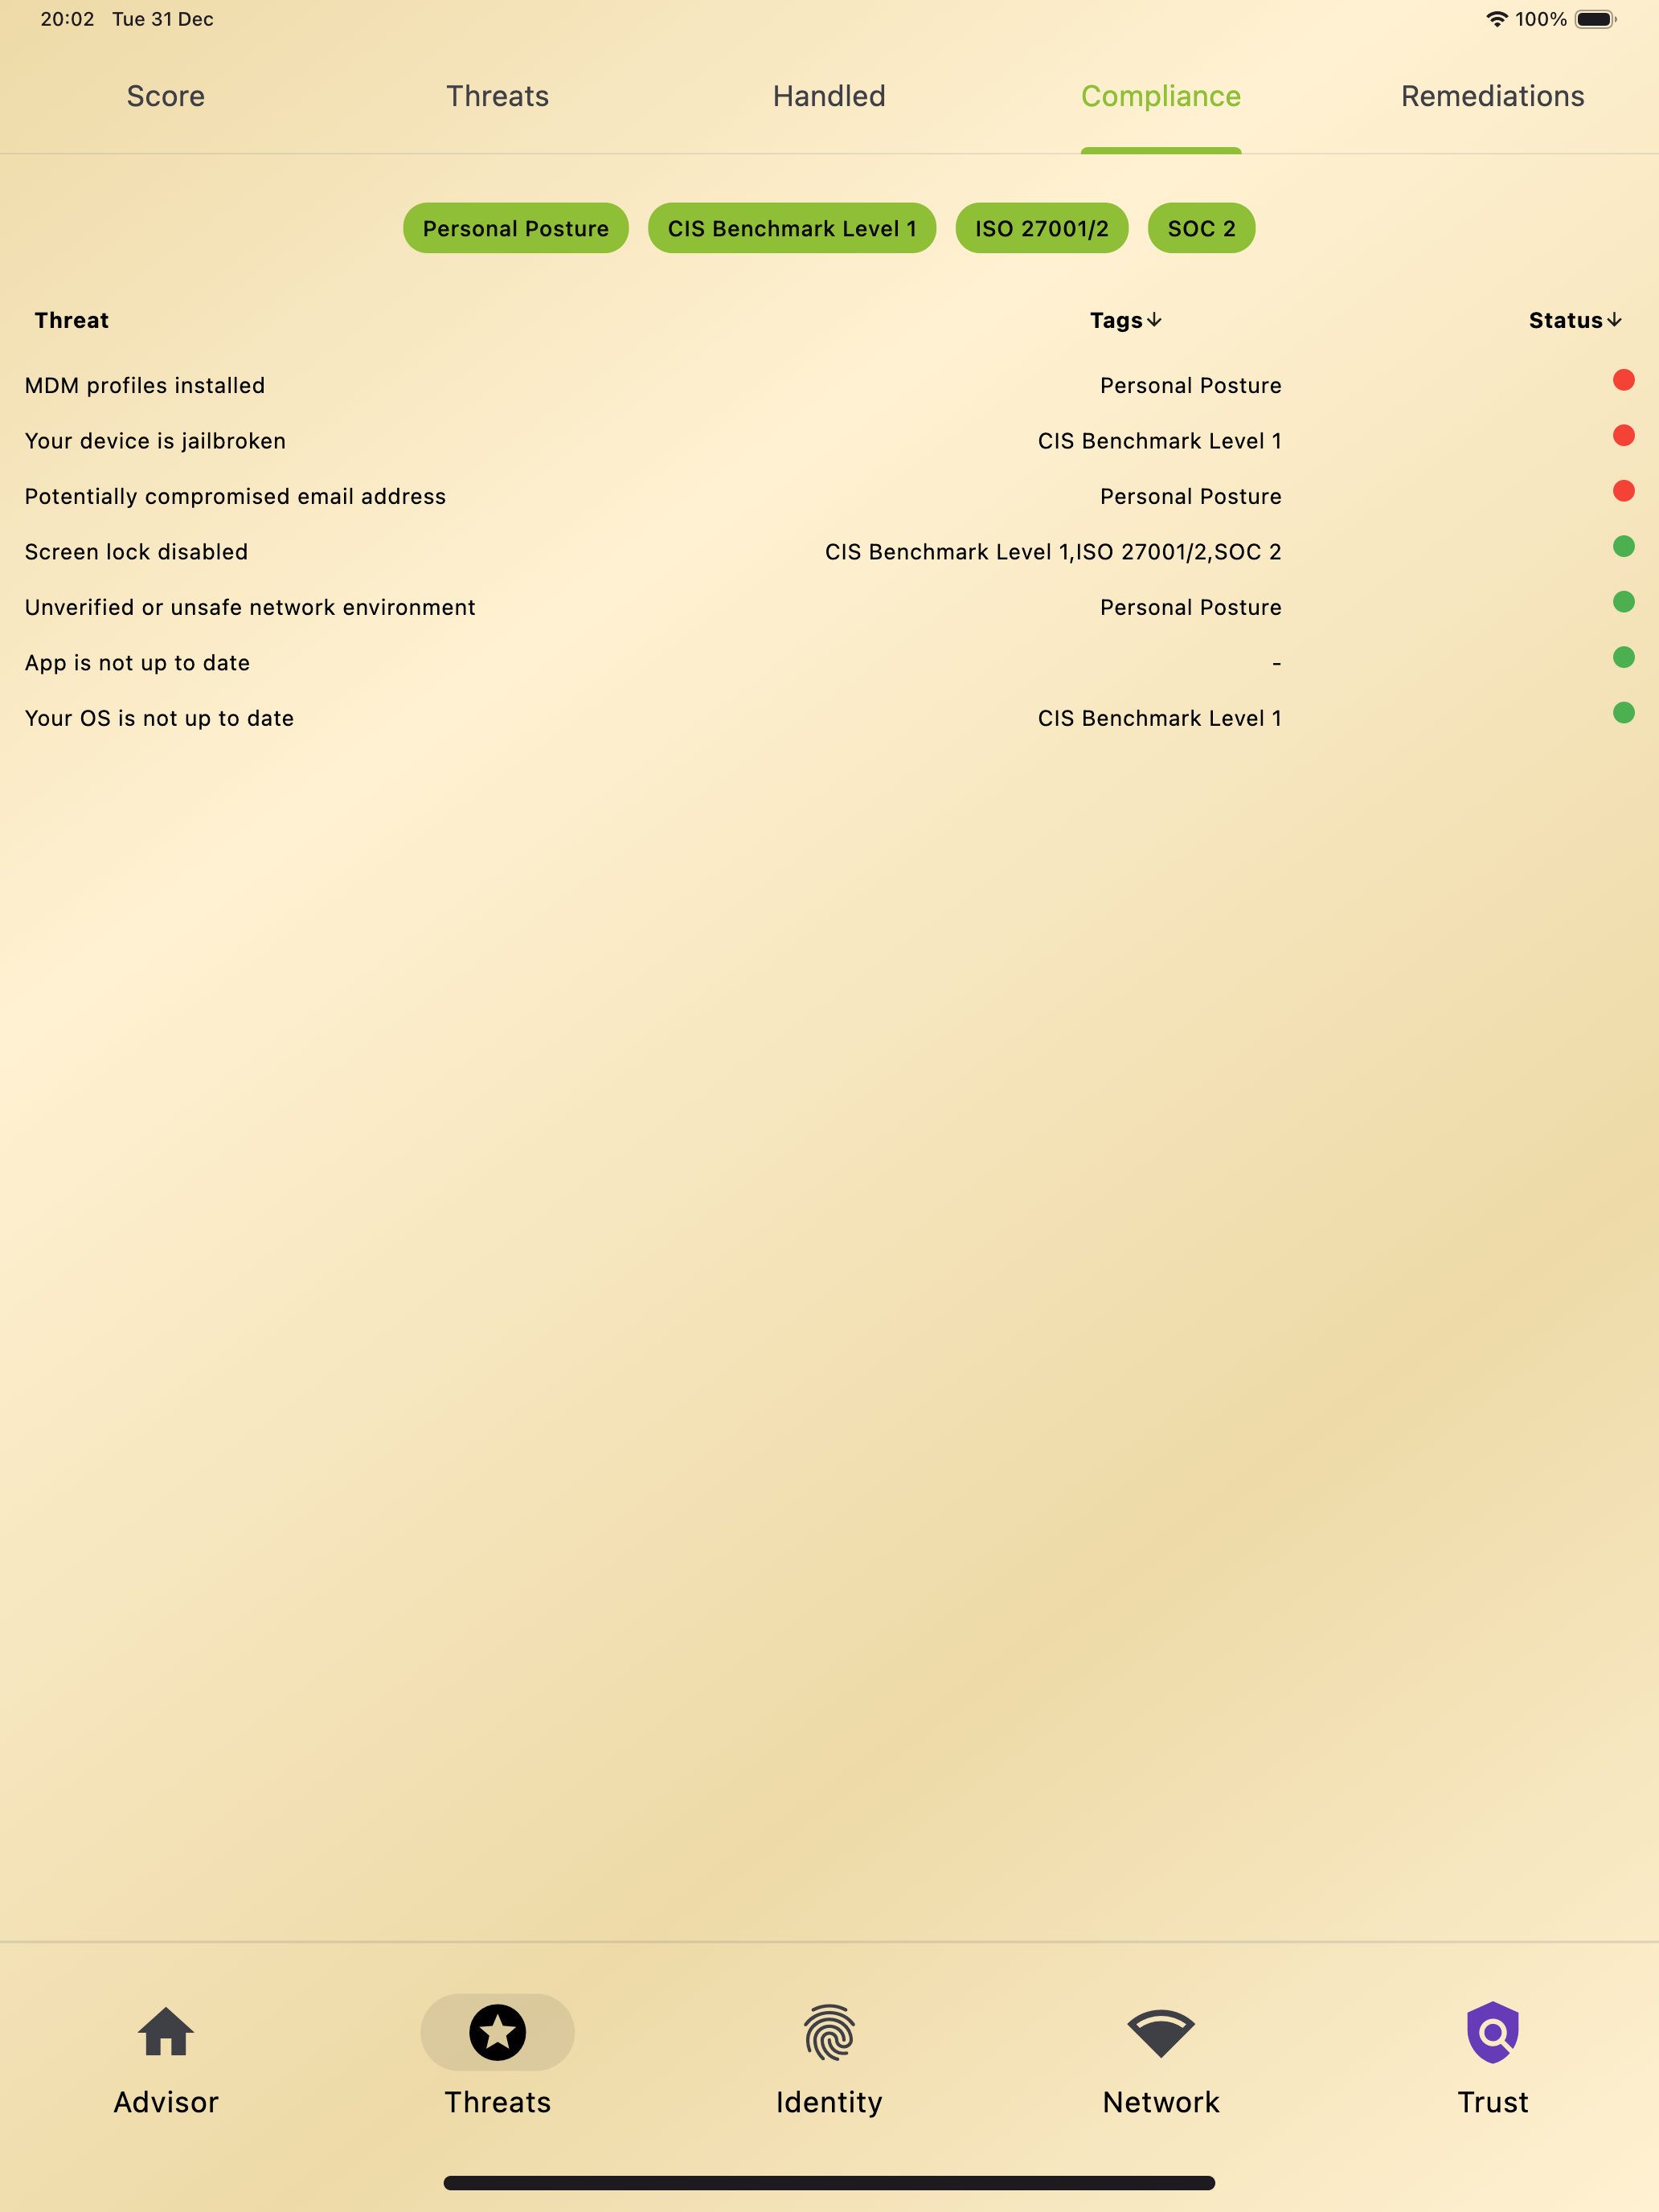 20:02 Tue 31 Dec 100%
Score Threats Handled Compliance Remediations
Personal Posture CIS Benchmark Level 1 ISO 27001/2 SOC 2
Threat Tags↓ Status↓
MDM profiles installed Personal Posture
Your device is jailbroken CIS Benchmark Level 1
Potentially compromised email address Personal Posture
Screen lock disabled CIS Benchmark Level 1,ISO 27001/2,SOC 2
Unverified or unsafe network environment Personal Posture
App is not up to date -
Your OS is not up to date CIS Benchmark Level 1
Advisor Threats Identity Network Trust